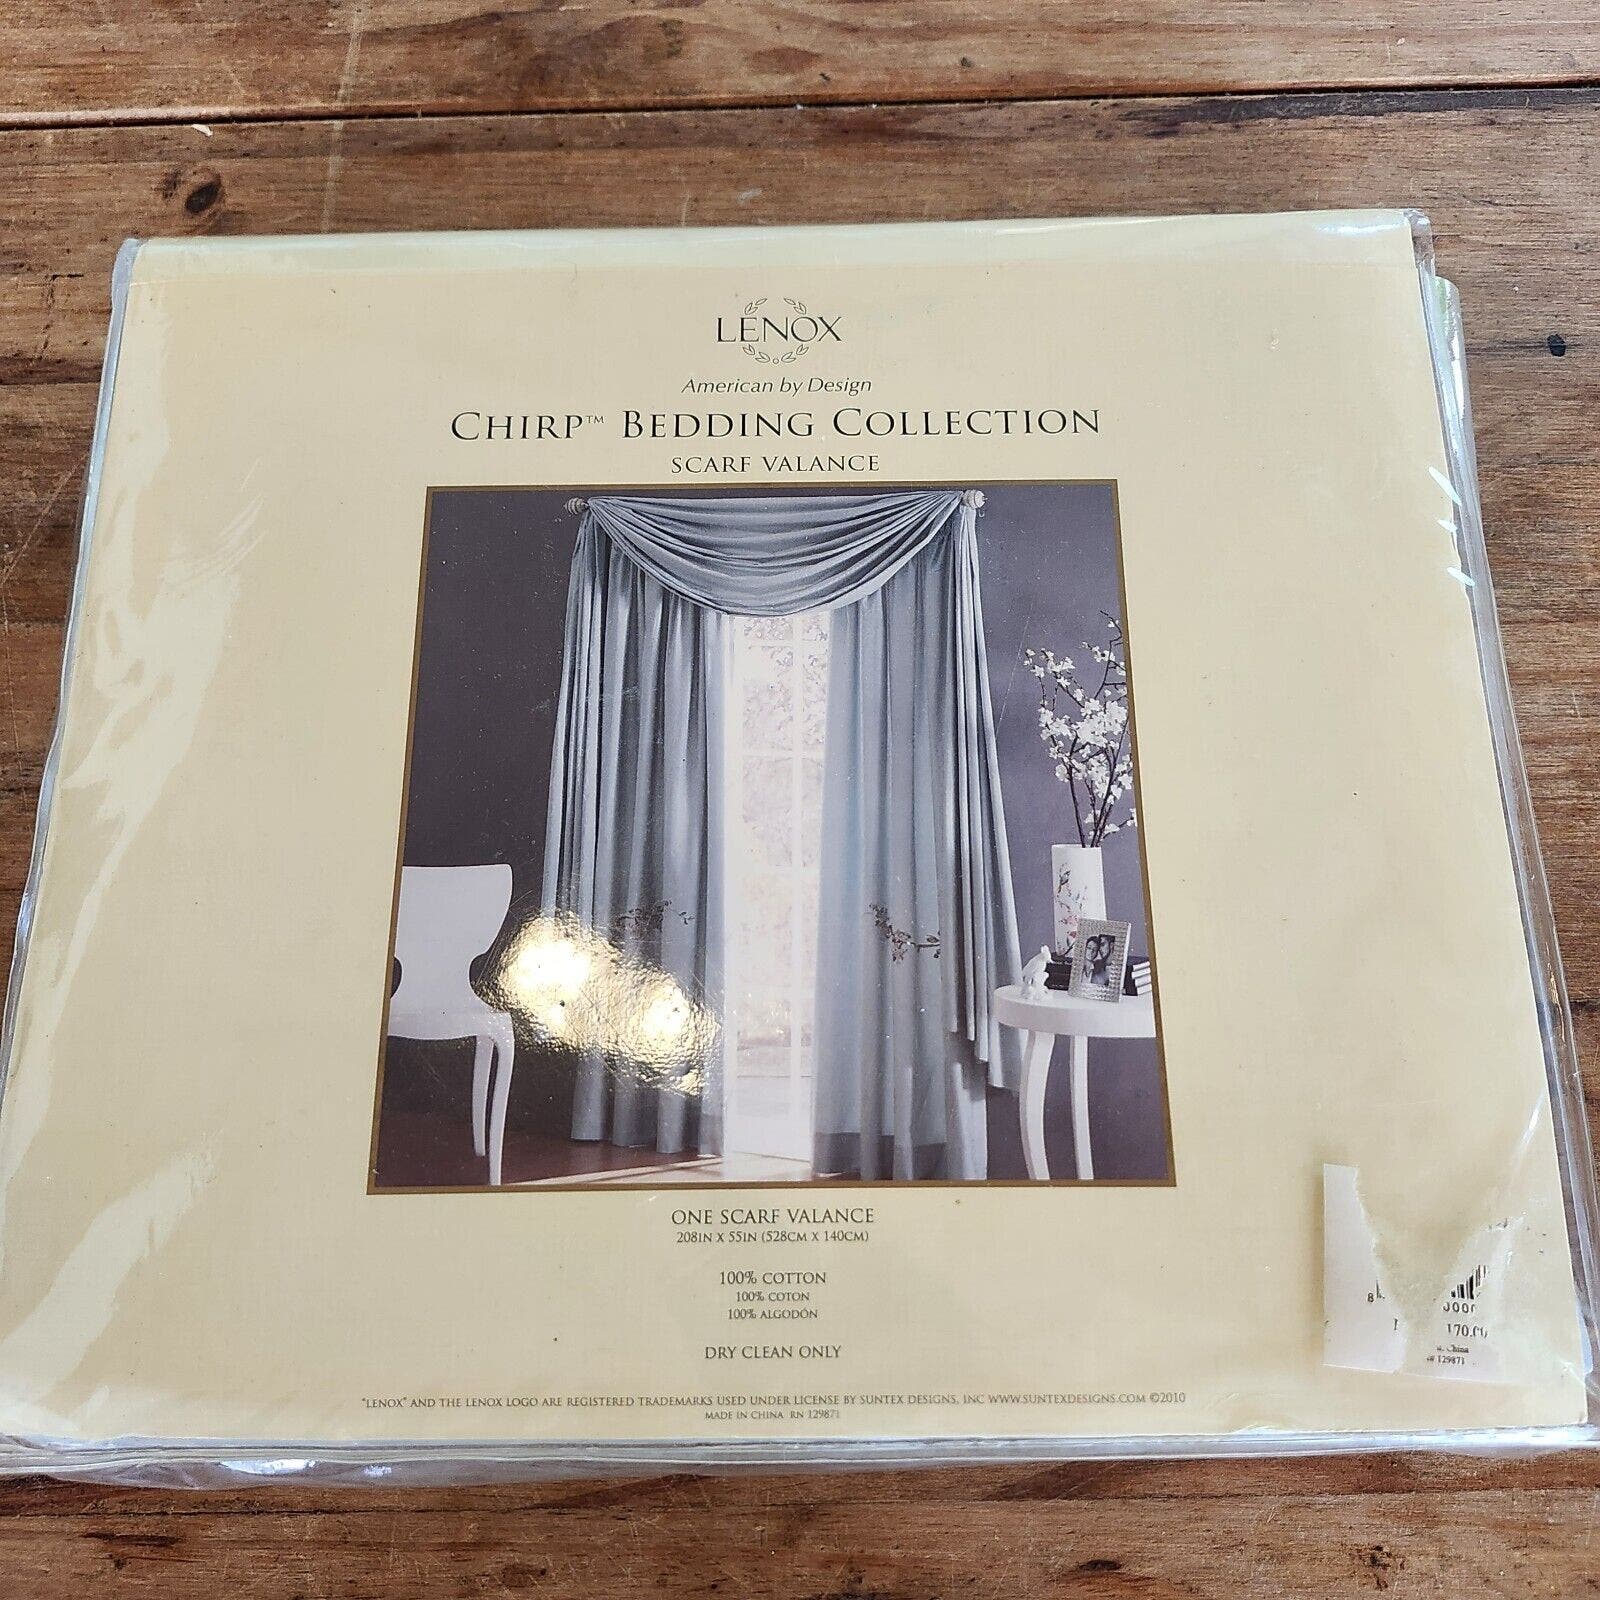 LENOX
American by Design
CHIRP™ BEDDING COLLECTION
SCARF VALANCE
ONE SCARF VALANCE
208IN X 55IN (528CM X 140CM)
100% COTTON
100% COTON
100% ALGODÓN
DRY CLEAN ONLY
"LENOX" AND THE LENOX LOGO ARE REGISTERED TRADEMARKS USED UNDER LICENSE BY SUNTEX DESIGNS, INC WWW.SUNTEXDESIGNS.COM ©2010
MADE IN CHINA RN 129871
8
170.00
China
129871